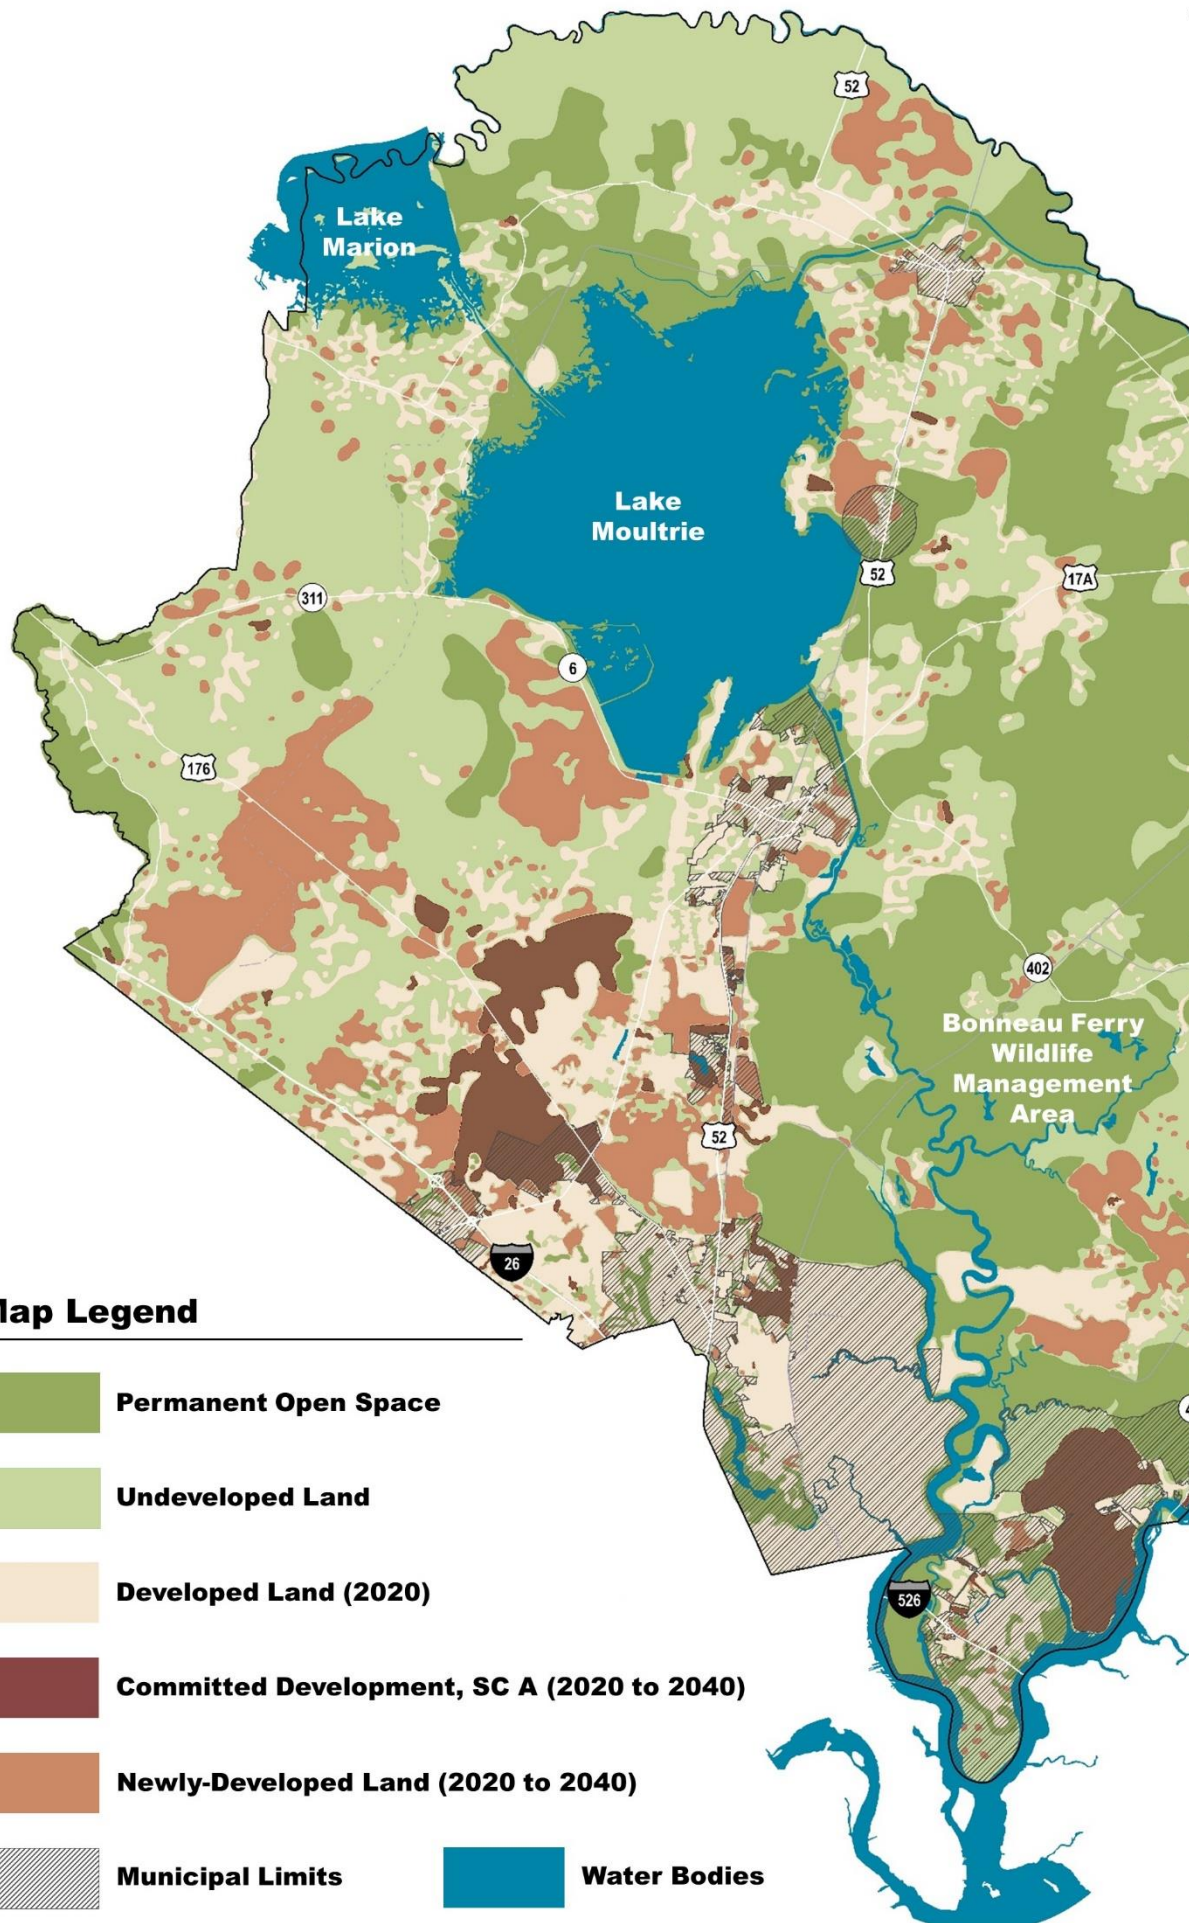 52
Lake
Marion
Lake
Moultrie
52
17A
311
6
176
402
Bonneau Ferry
Wildlife
Management
Area
52
26
Map Legend
4
Permanent Open Space
Undeveloped Land
526
Developed Land (2020)
Committed Development, SC A (2020 to 2040)
Newly-Developed Land (2020 to 2040)
Municipal Limits
Water Bodies